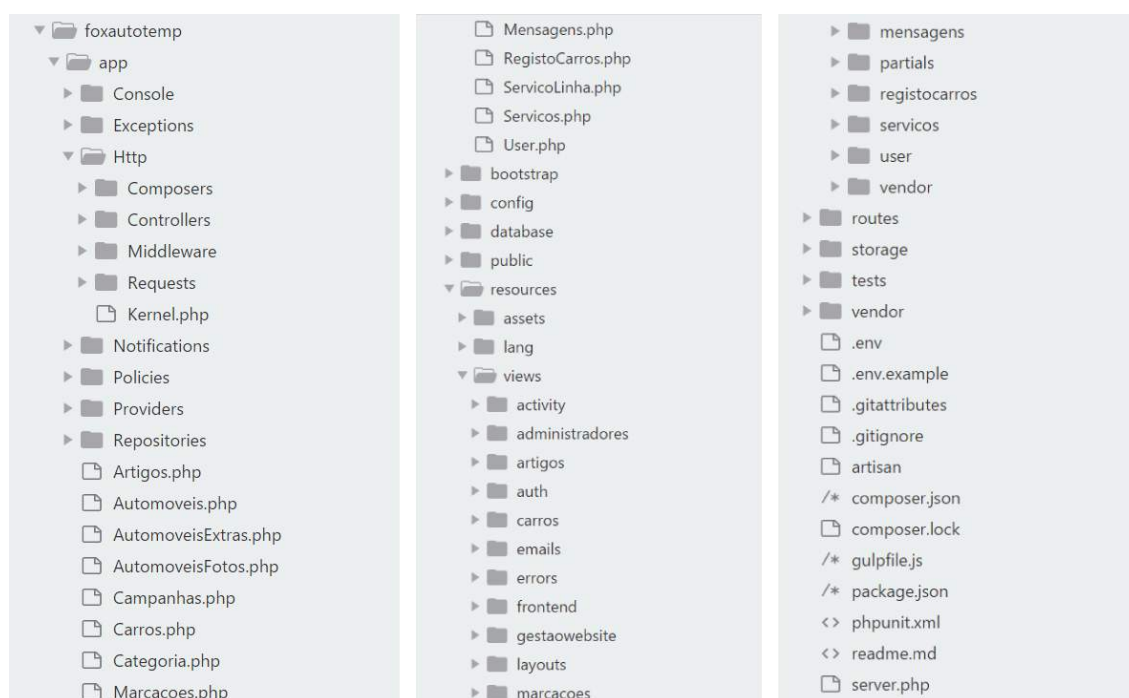 foxautotemp
app
Console
Exceptions
Http
Composers
Controllers
Middleware
Requests
Kernel.php
Notifications
Policies
Providers
Repositories
Artigos.php
Automoveis.php
AutomoveisExtras.php
AutomoveisFotos.php
Campanhas.php
Carros.php
Categoria.php
Marcacoes.php
Mensagens.php
RegistoCarros.php
ServicoLinha.php
Servicos.php
User.php
bootstrap
config
database
public
resources
assets
lang
views
activity
administradores
artigos
auth
carros
emails
errors
frontend
gestaowebsite
layouts
marcacoes
mensagens
partials
registocarros
servicos
user
vendor
routes
storage
tests
vendor
.env
.env.example
.gitattributes
.gitignore
artisan
/* composer.json
composer.lock
/* gulpfile.js
/* package.json
<> phpunit.xml
<> readme.md
server.php